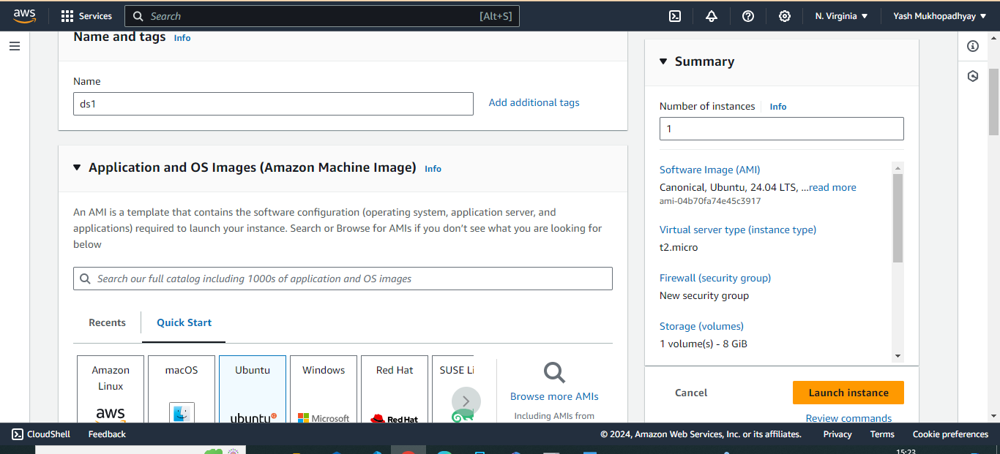 aws
Services
Search
[Alt+S]
N. Virginia
Yash Mukhopadhyay
Name and tags
Info
Name
ds1
Add additional tags
Application and OS Images (Amazon Machine Image)
Info
An AMI is a template that contains the software configuration (operating system, application server, and
applications) required to launch your instance. Search or Browse for AMIs if you don't see what you are looking for
below
Search our full catalog including 1000s of application and OS images
Recents
Quick Start
Amazon
Linux
aws
macOS
Ubuntu
ubuntu
Windows
Microsoft
Red Hat
Red Hat
SUSE Li
Browse more AMIs
Including AMIs from
Summary
Number of instances
Info
1
Software Image (AMI)
Canonical, Ubuntu, 24.04 LTS, ...read more
ami-04b70fa74e45c3917
Virtual server type (instance type)
t2.micro
Firewall (security group)
New security group
Storage (volumes)
1 volume(s) - 8 GiB
Cancel
Launch instance
Review commands
CloudShell
Feedback
© 2024, Amazon Web Services, Inc. or its affiliates.
Privacy
Terms
Cookie preferences
15:23